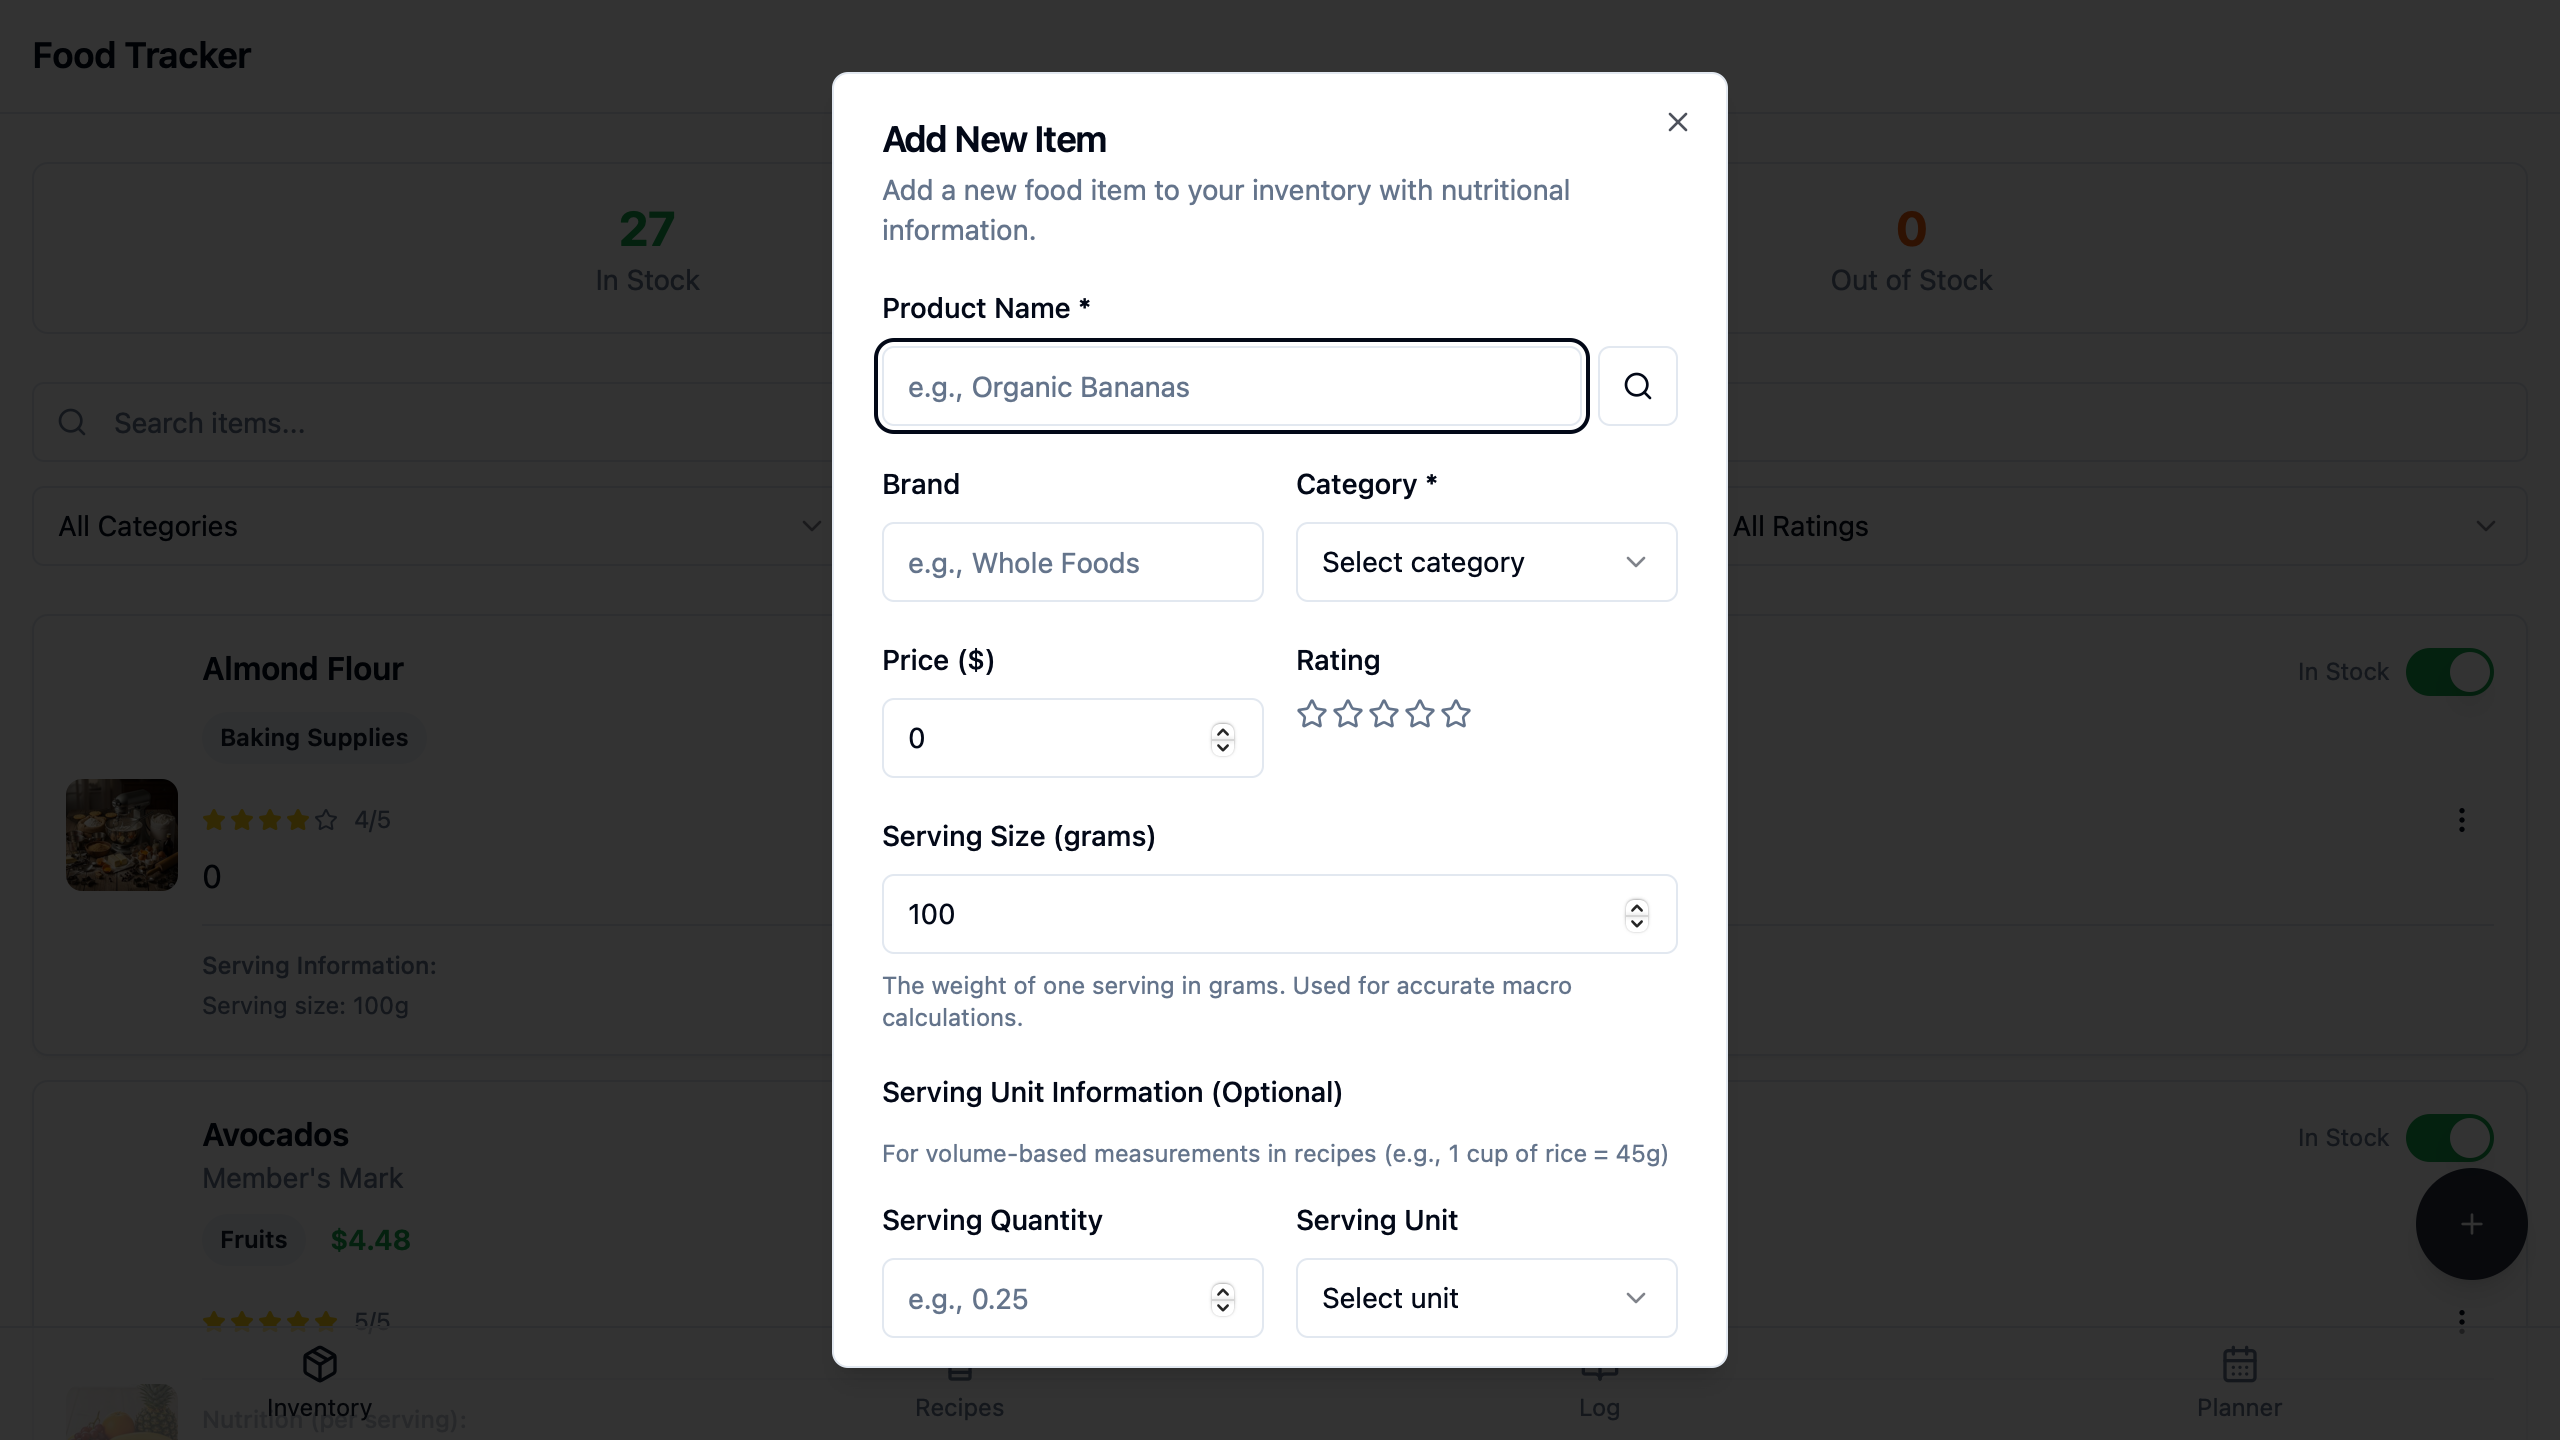 Food Tracker
27
In Stock
0
Out of Stock
Search items...
All Categories
All Ratings
Almond Flour
Baking Supplies
4/5
0
Serving Information:
Serving size: 100g
In Stock
Avocados
Member's Mark
Fruits
$4.48
5/5
Nutrition (per serving):
In Stock
Add New Item
Add a new food item to your inventory with nutritional
information.
Product Name *
e.g., Organic Bananas
Brand
Category *
e.g., Whole Foods
Select category
Price ($)
Rating
0
Serving Size (grams)
100
The weight of one serving in grams. Used for accurate macro
calculations.
Serving Unit Information (Optional)
For volume-based measurements in recipes (e.g., 1 cup of rice = 45g)
Serving Quantity
Serving Unit
e.g., 0.25
Select unit
Inventory
Recipes
Log
Planner